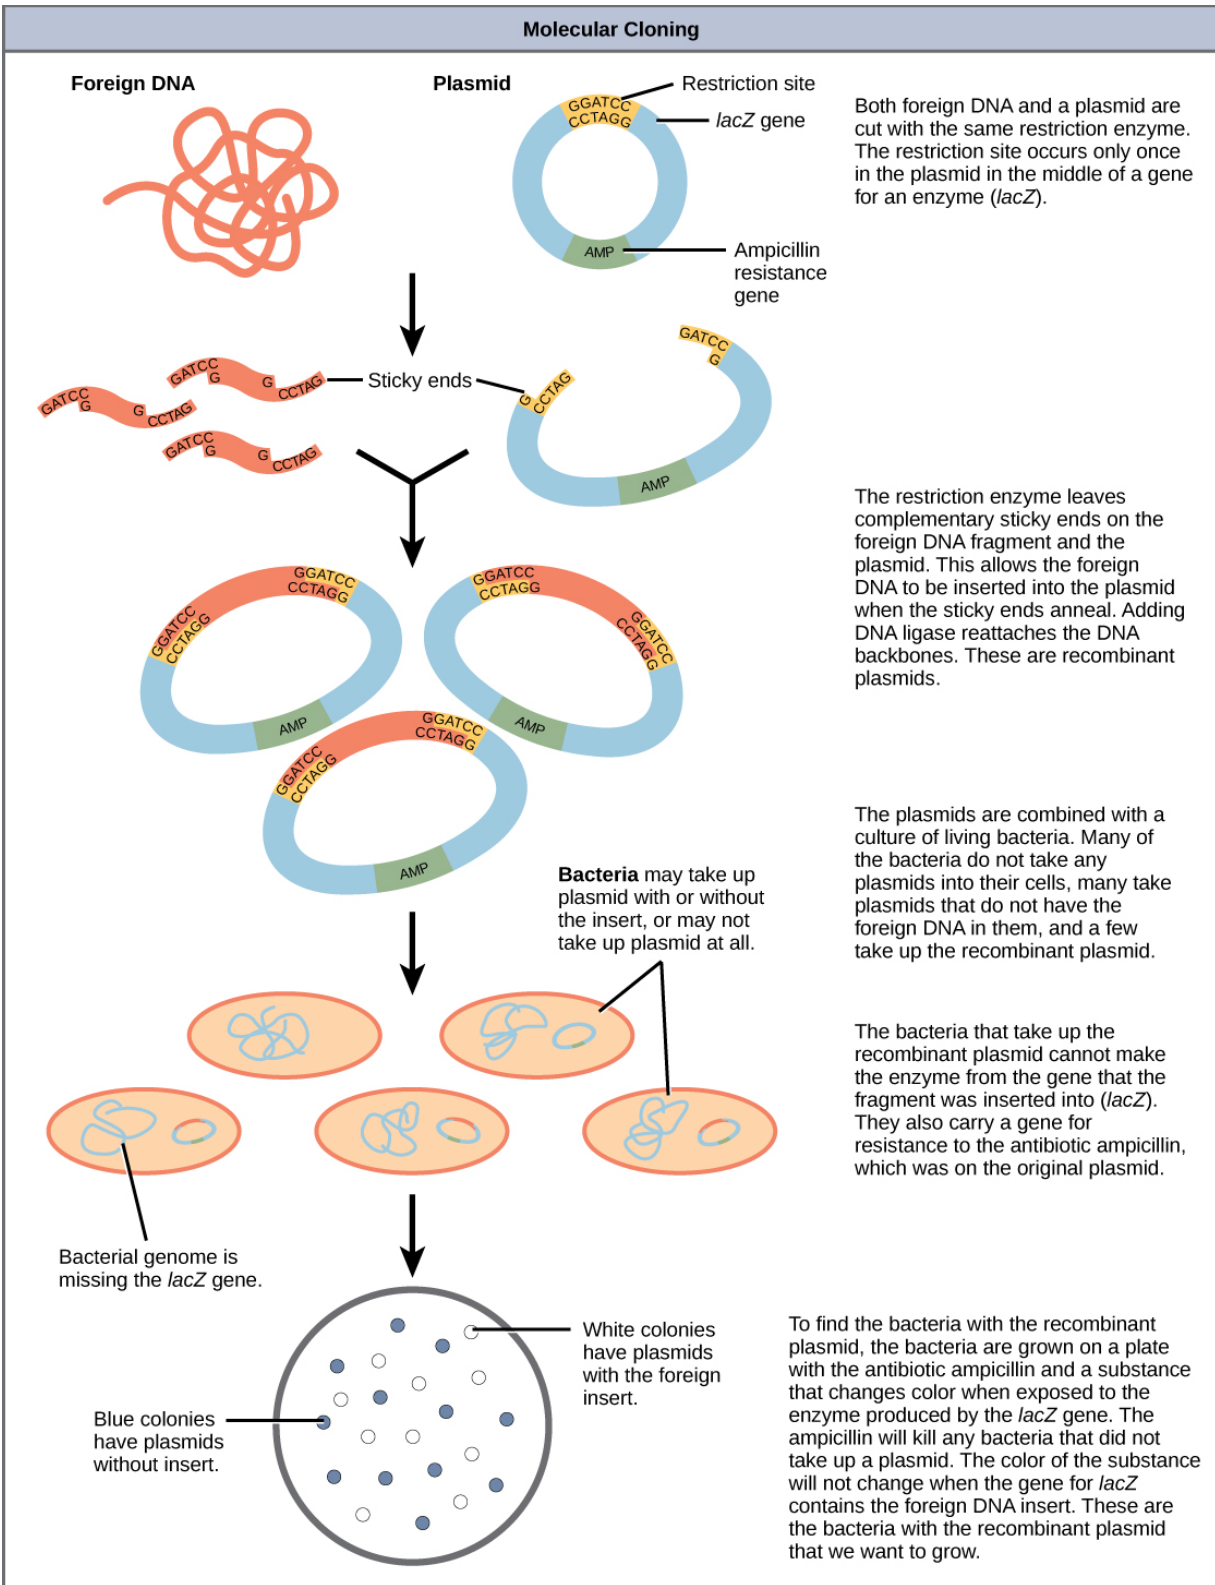 Molecular Cloning
Foreign DNA
Plasmid
GGATCC
CCTAGG
Restriction site
lacZ gene
AMP
Ampicillin
resistance
gene
Both foreign DNA and a plasmid are
cut with the same restriction enzyme.
The restriction site occurs only once
in the plasmid in the middle of a gene
for an enzyme (lacZ).
GATCC
G
G
CCTAG
GATCC
G
G
CCTAG
GATCC
G
G
CCTAG
Sticky ends
G
CCTAG
GATCC
G
AMP
The restriction enzyme leaves
complementary sticky ends on the
foreign DNA fragment and the
plasmid. This allows the foreign
DNA to be inserted into the plasmid
when the sticky ends anneal. Adding
DNA ligase reattaches the DNA
backbones. These are recombinant
plasmids.
GGATCC
CCTAGG
GGATCC
CCTAGG
AMP
GGATCC
CCTAGG
GGATCC
CCTAGG
AMP
GGATCC
CCTAGG
GGATCC
CCTAGG
AMP
The plasmids are combined with a
culture of living bacteria. Many of
the bacteria do not take any
plasmids into their cells, many take
plasmids that do not have the
foreign DNA in them, and a few
take up the recombinant plasmid.
Bacteria may take up
plasmid with or without
the insert, or may not
take up plasmid at all.
The bacteria that take up the
recombinant plasmid cannot make
the enzyme from the gene that the
fragment was inserted into (lacZ).
They also carry a gene for
resistance to the antibiotic ampicillin,
which was on the original plasmid.
Bacterial genome is
missing the lacZ gene.
White colonies
have plasmids
with the foreign
insert.
Blue colonies
have plasmids
without insert.
To find the bacteria with the recombinant
plasmid, the bacteria are grown on a plate
with the antibiotic ampicillin and a substance
that changes color when exposed to the
enzyme produced by the lacZ gene. The
ampicillin will kill any bacteria that did not
take up a plasmid. The color of the substance
will not change when the gene for lacZ
contains the foreign DNA insert. These are
the bacteria with the recombinant plasmid
that we want to grow.